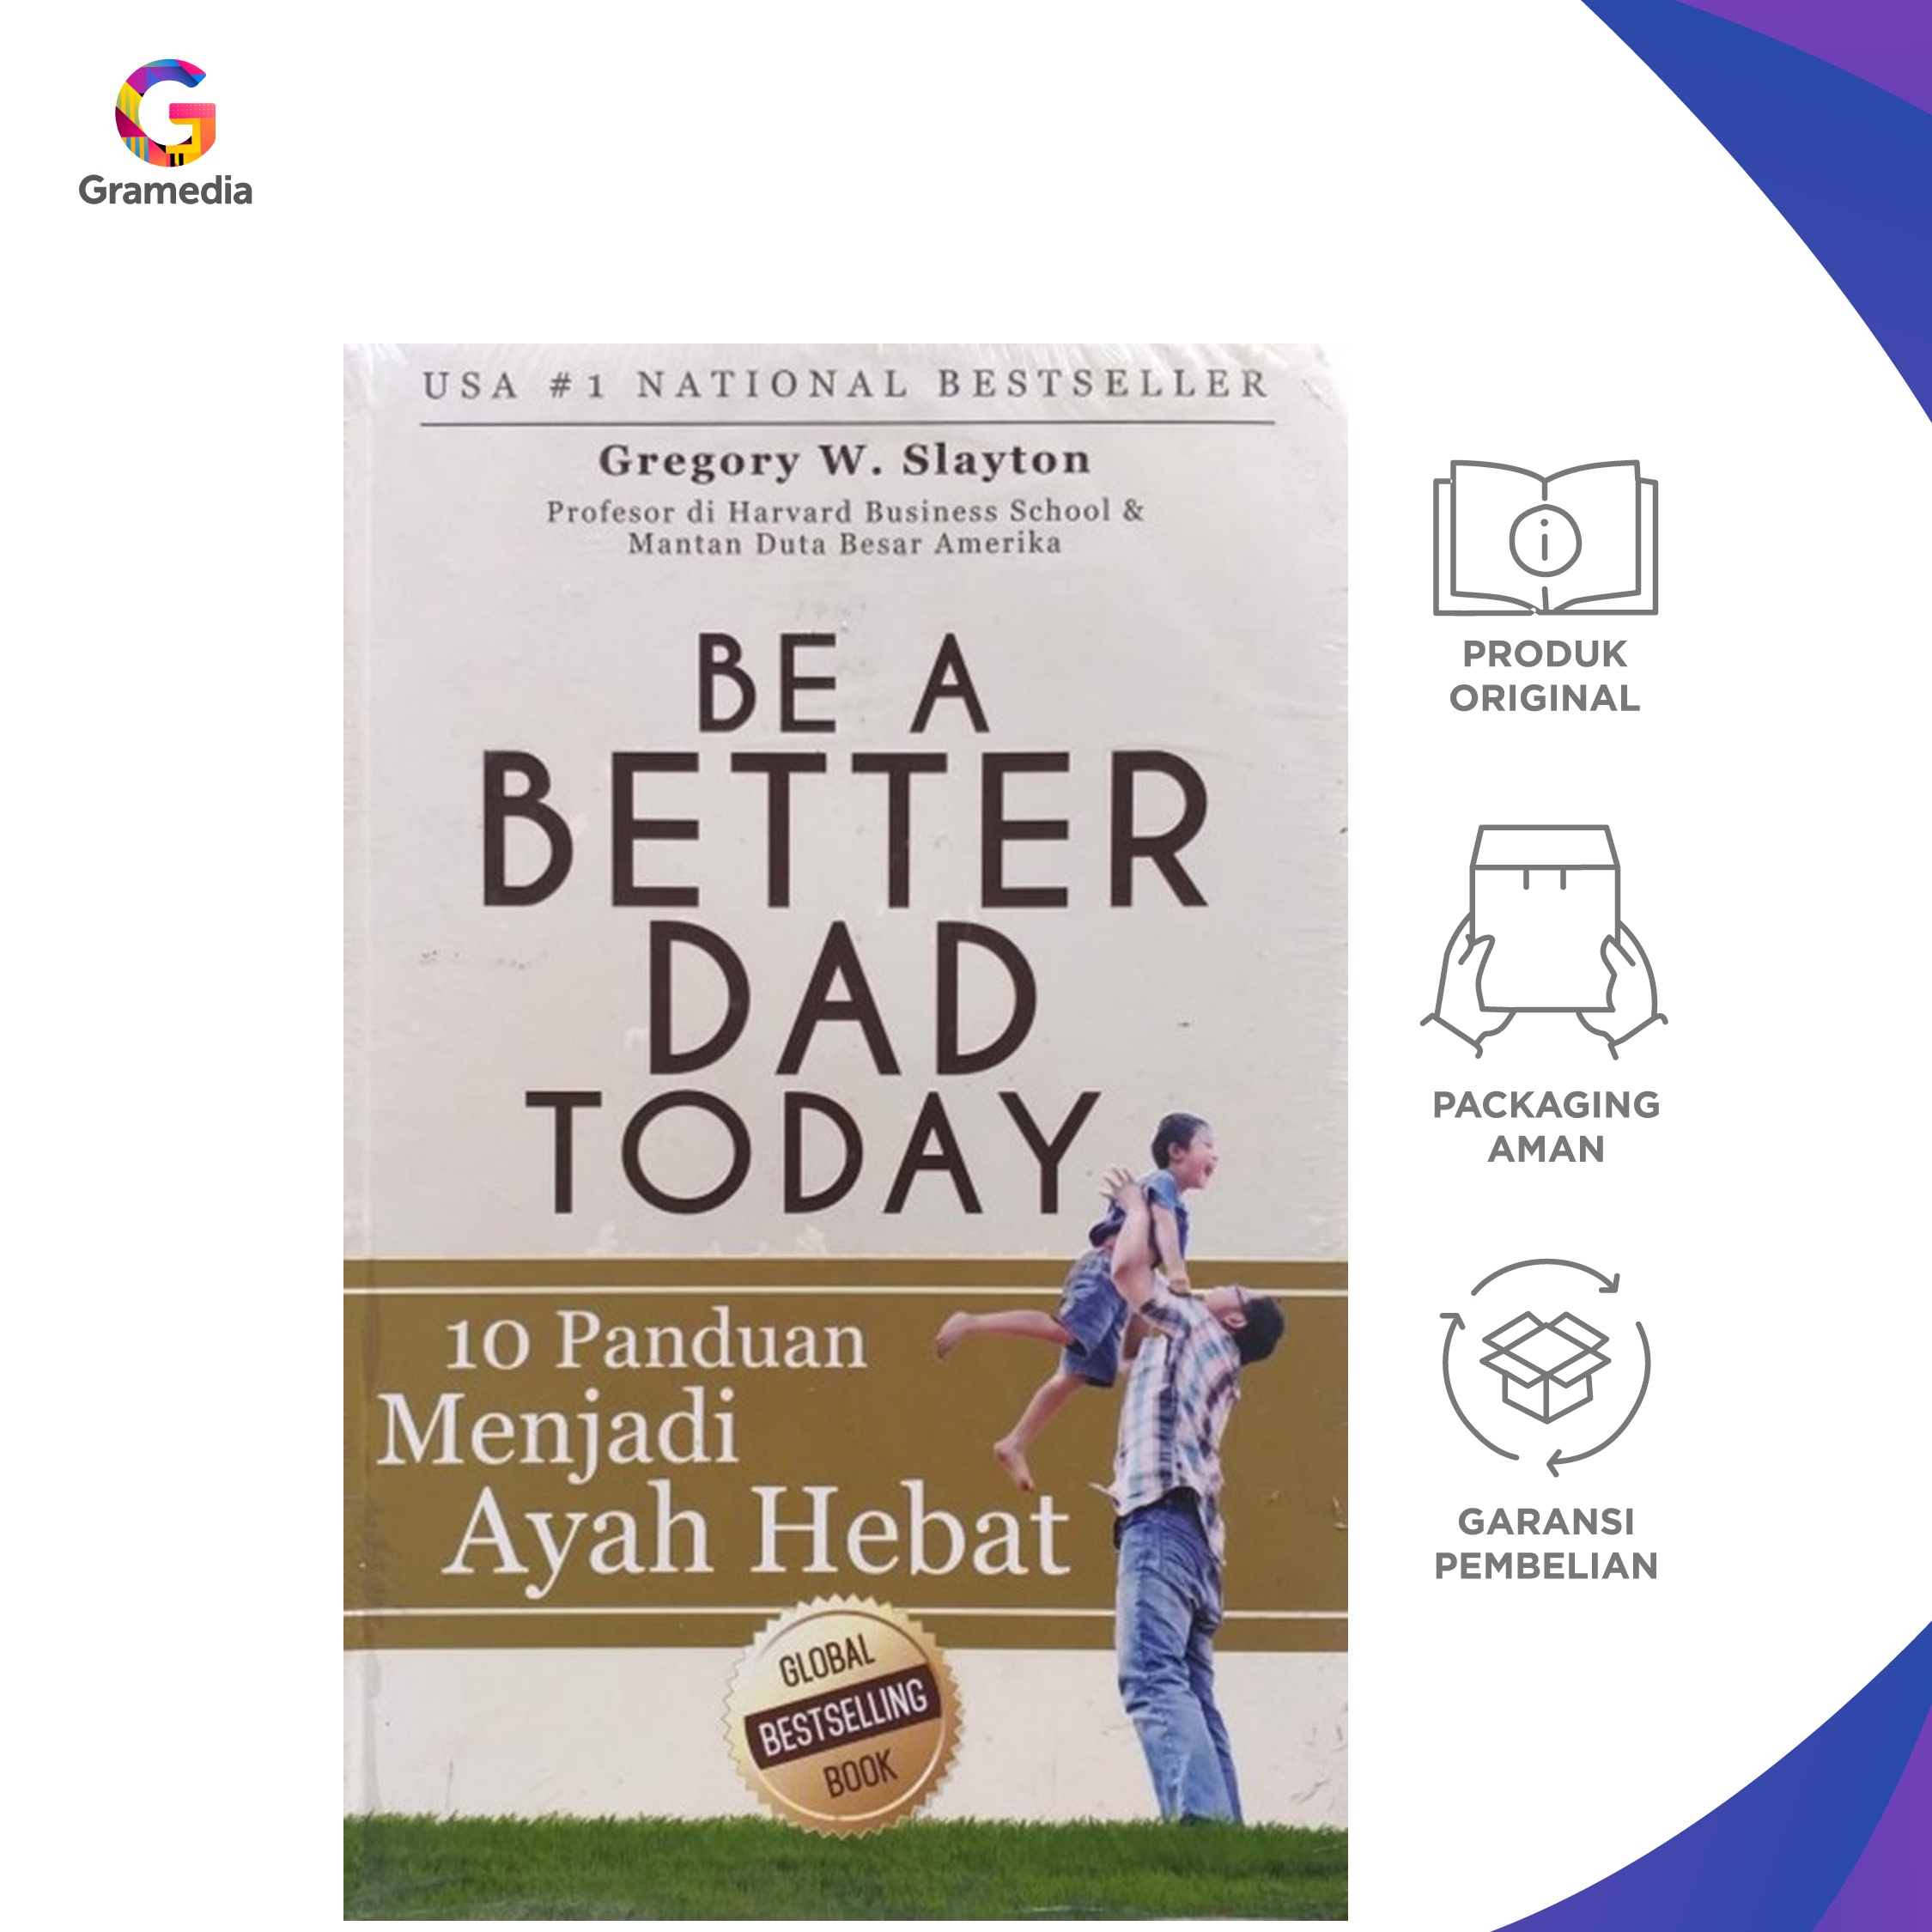 Gramedia
USA #1 NATIONAL BESTSELLER
Gregory W. Slayton
Profesor di Harvard Business School &
Mantan Duta Besar Amerika
BE A
BETTER
DAD
TODAY
10 Panduan
Menjadi
Ayah Hebat
GLOBAL
BESTSELLING
BOOK
PRODUK
ORIGINAL
PACKAGING
AMAN
GARANSI
PEMBELIAN